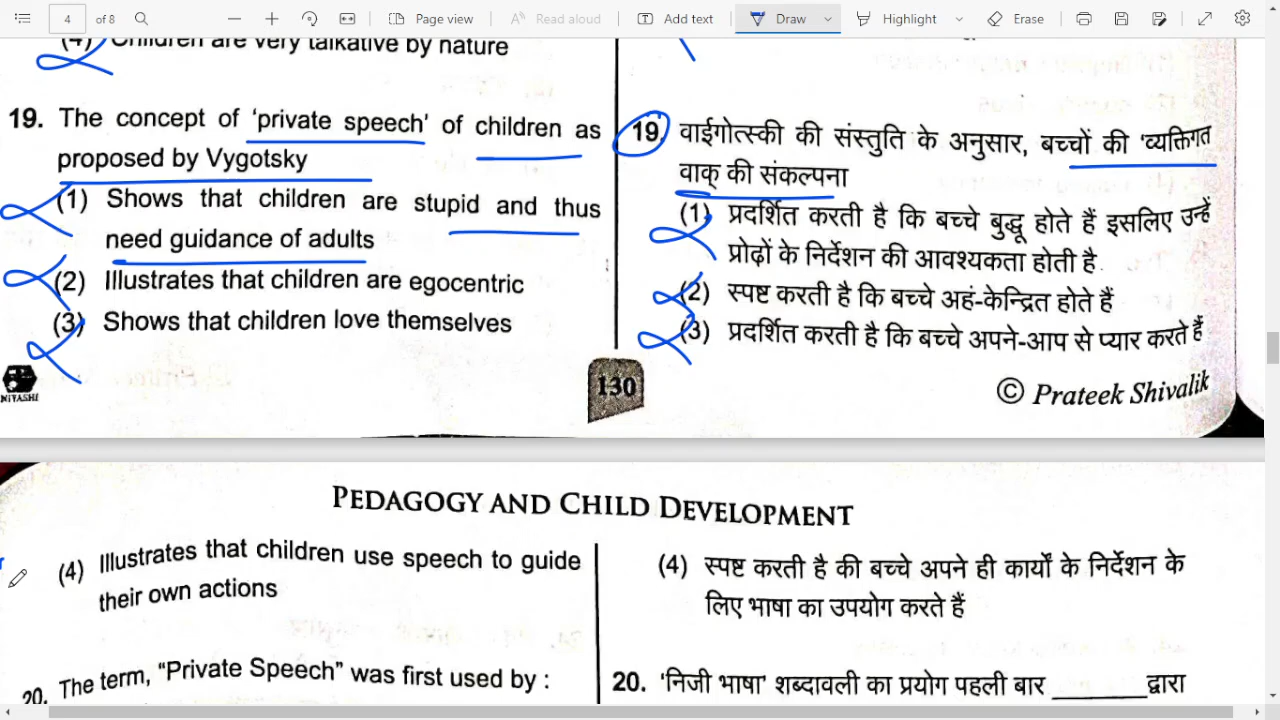 4 of 8 Page view Read aloud Add text Draw Highlight Erase
(4) Children are very talkative by nature
19. The concept of 'private speech' of children as
proposed by Vygotsky
(1) Shows that children are stupid and thus
need guidance of adults
(2) Illustrates that children are egocentric
(3) Shows that children love themselves
19 वाईगोत्स्की की संस्तुति के अनुसार, बच्चों की 'व्यक्तिगत
वाक् की संकल्पना
(1) प्रदर्शित करती है कि बच्चे बुद्धू होते हैं इसलिए उन्हें
प्रोढ़ों के निर्देशन की आवश्यकता होती है
(2) स्पष्ट करती है कि बच्चे अहं-केन्द्रित होते हैं
(3) प्रदर्शित करती है कि बच्चे अपने-आप से प्यार करते हैं
NIYASHI
130
© Prateek Shivalik
PEDAGOGY AND CHILD DEVELOPMENT
(4) Illustrates that children use speech to guide
their own actions
20. The term, "Private Speech" was first used by :
(4) स्पष्ट करती है की बच्चे अपने ही कार्यों के निर्देशन के
लिए भाषा का उपयोग करते हैं
20. 'निजी भाषा' शब्दावली का प्रयोग पहली बार ________द्वारा